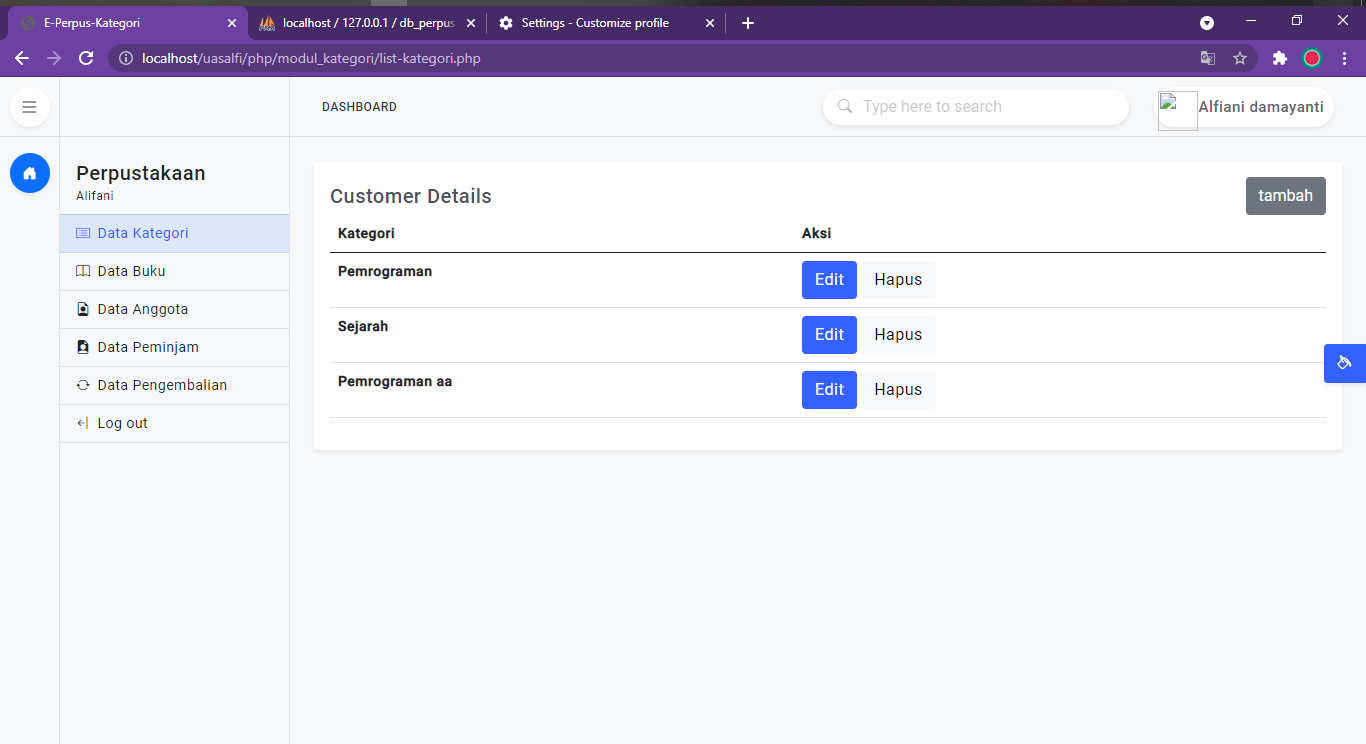 E-Perpus-Kategori
localhost / 127.0.0.1 / db_perpus
Settings - Customize profile
localhost/uasalfi/php/modul_kategori/list-kategori.php
DASHBOARD
Type here to search
Alfiani damayanti
Perpustakaan
Alifani
Data Kategori
Data Buku
Data Anggota
Data Peminjam
Data Pengembalian
Log out
Customer Details
tambah
Kategori Aksi
Pemrograman Edit Hapus
Sejarah Edit Hapus
Pemrograman aa Edit Hapus